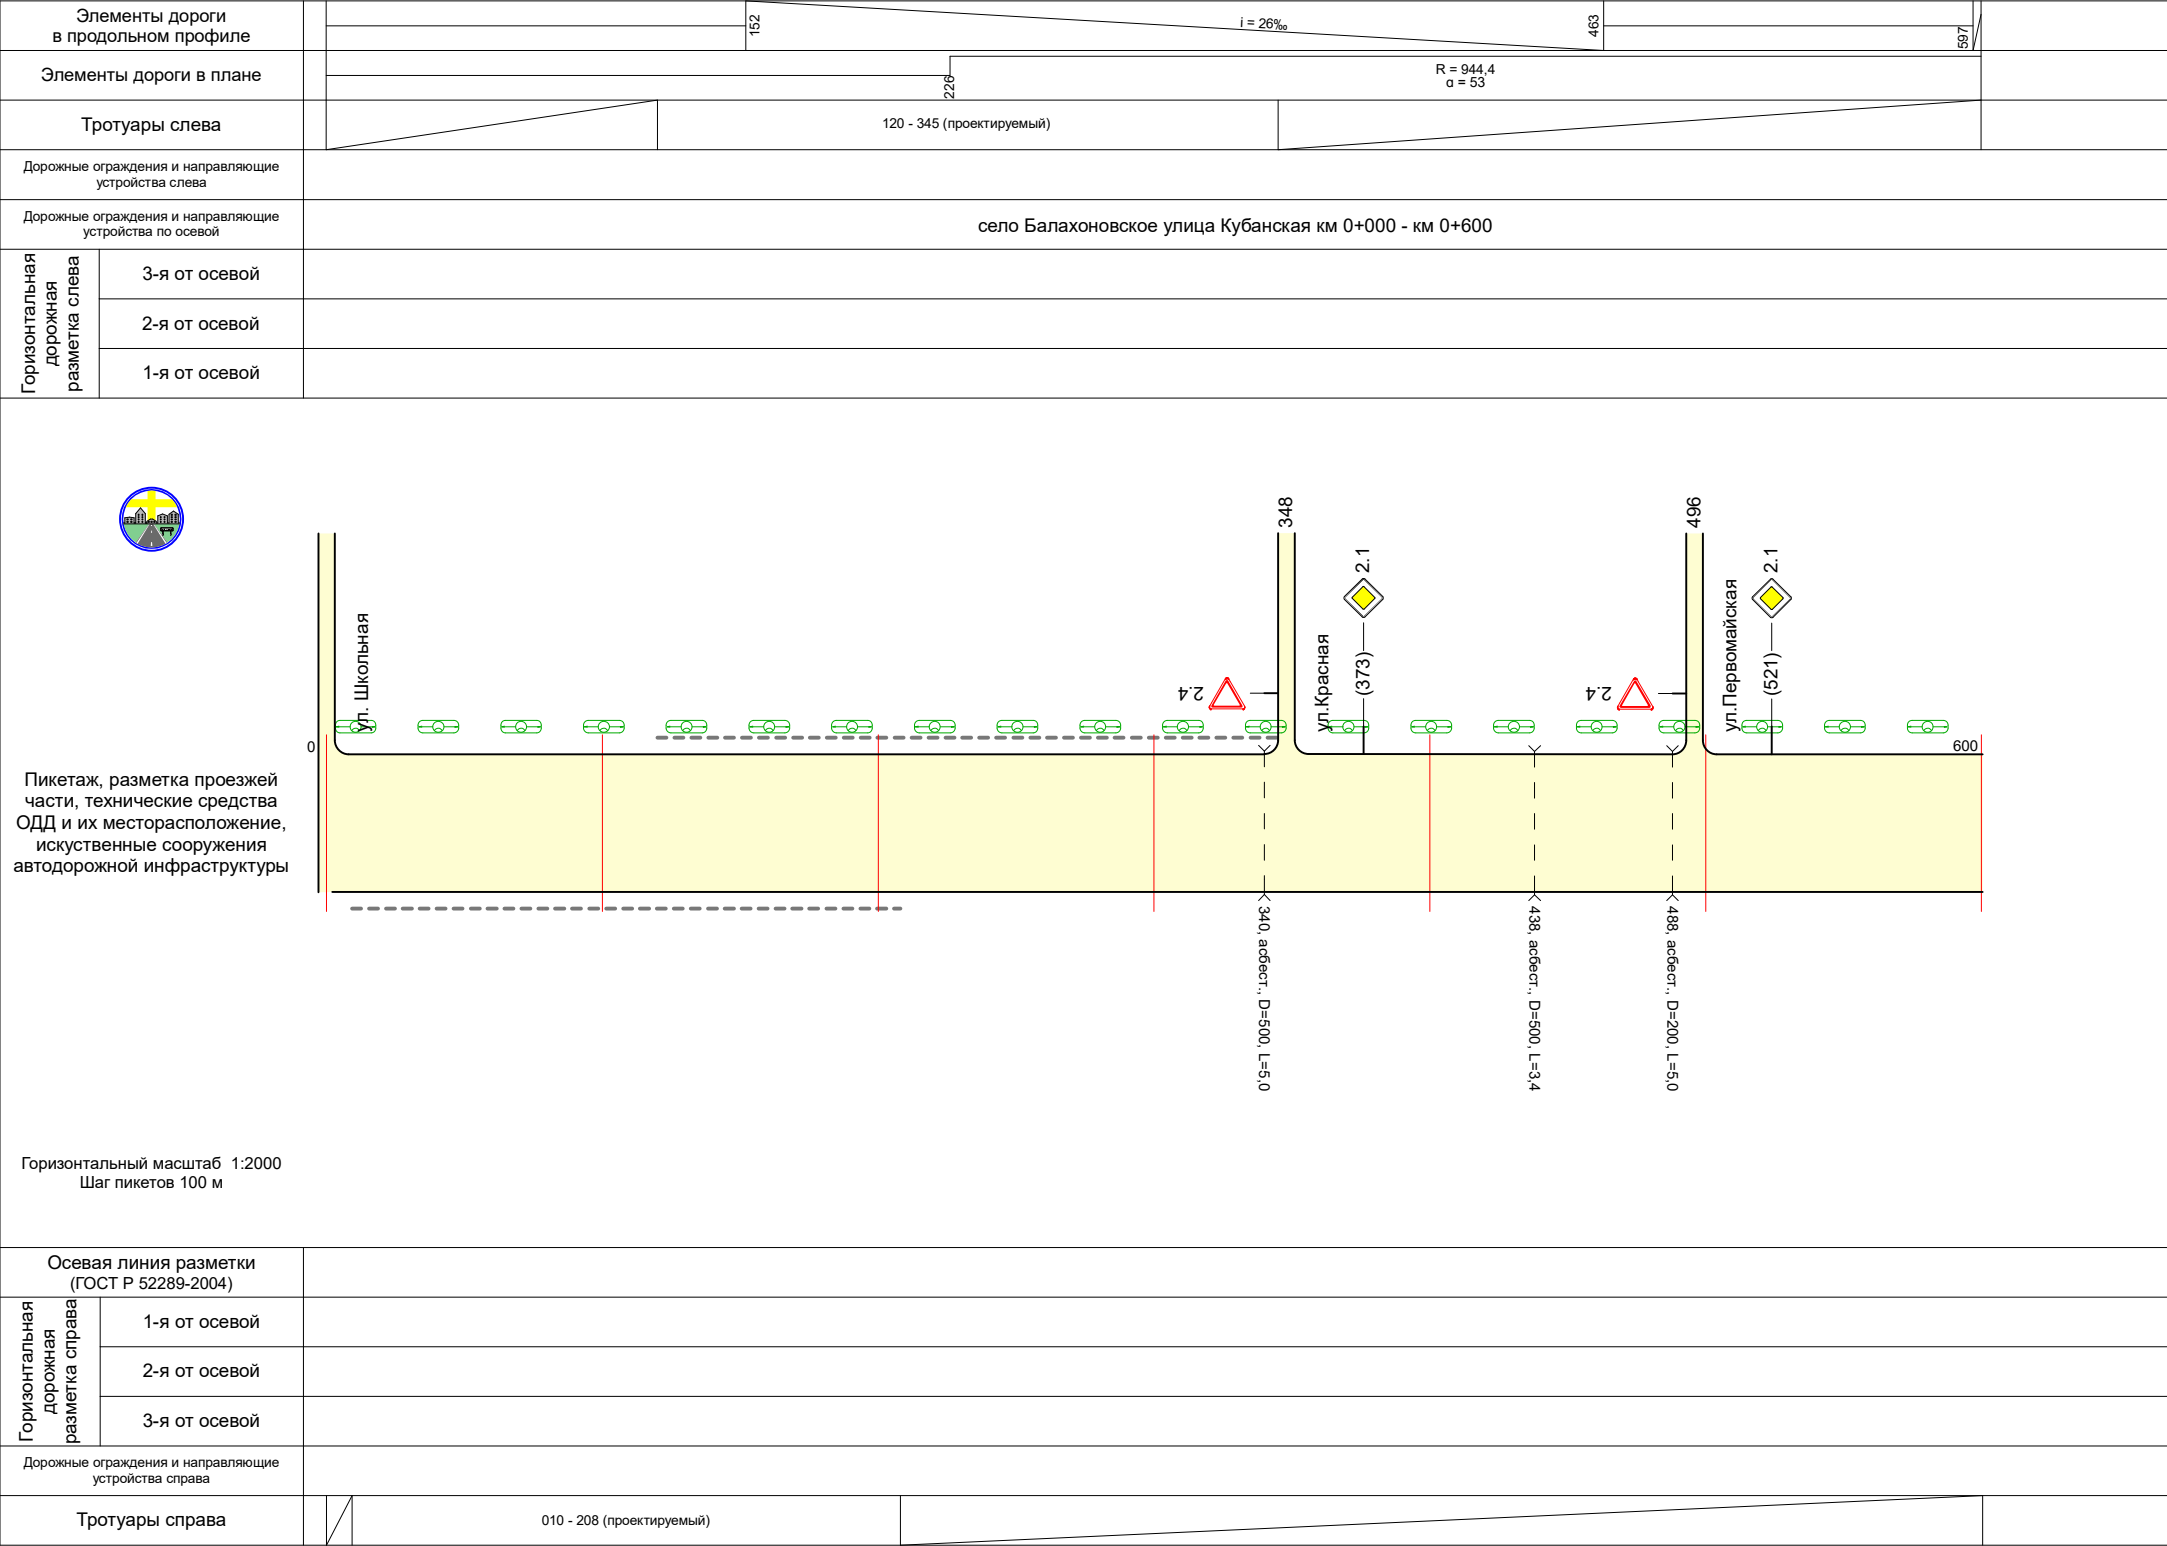 Элементы дороги
в продольном профиле
152
i = 26‰
463
597
Элементы дороги в плане
226
R = 944,4
α = 53
Тротуары слева
120 - 345 (проектируемый)
Дорожные ограждения и направляющие
устройства слева
Дорожные ограждения и направляющие
устройства по осевой
село Балахоновское улица Кубанская км 0+000 - км 0+600
Горизонтальная
дорожная
разметка слева
3-я от осевой
2-я от осевой
1-я от осевой
348
496
2.1
2.1
ул. Школьная
2.4
ул.Красная
(373)
2.4
ул.Первомайская
(521)
0
600
Пикетаж, разметка проезжей
части, технические средства
ОДД и их месторасположение,
искуственные сооружения
автодорожной инфраструктуры
340, асбест., D=500, L=5,0
438, асбест., D=500, L=3,4
488, асбест., D=200, L=5,0
Горизонтальный масштаб 1:2000
Шаг пикетов 100 м
Осевая линия разметки
(ГОСТ Р 52289-2004)
Горизонтальная
дорожная
разметка справа
1-я от осевой
2-я от осевой
3-я от осевой
Дорожные ограждения и направляющие
устройства справа
Тротуары справа
010 - 208 (проектируемый)